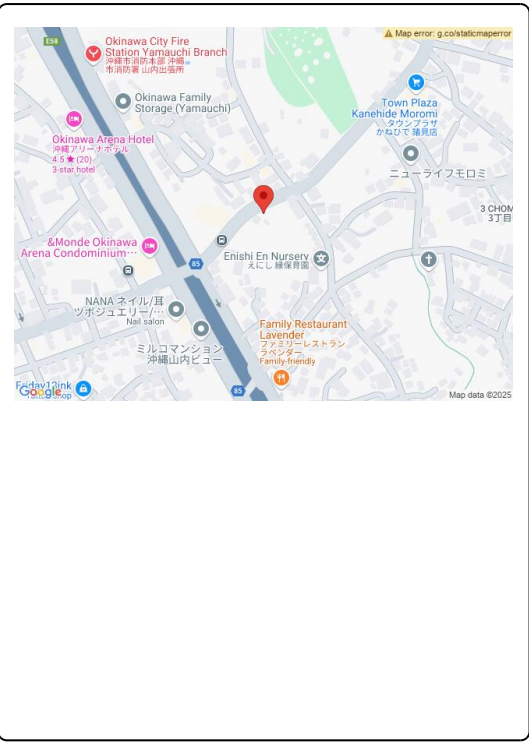 Map error: g.co/staticmaperror
E58
Okinawa City Fire
Station Yamauchi Branch
沖縄市消防本部 沖縄
市消防署 山内出張所
Okinawa Family
Storage (Yamauchi)
Town Plaza
Kanehide Moromi
タウンプラザ
かねひで 諸見店
Okinawa Arena Hotel
沖縄アリーナホテル
4.5★ (20)
3-star hotel
ニューライフモロミ
3 CHOM
3丁目
&Monde Okinawa
Arena Condominium…
Enishi En Nursery
えにし 縁保育園
85
NANA ネイル/耳
ツボジュエリー/…
Nail salon
ミルコマンション
沖縄山内ビュー
Family Restaurant
Lavender
ファミリーレストラン
ラベンダー
Family-friendly
85
Friday13ink
Google
Map data ©2025